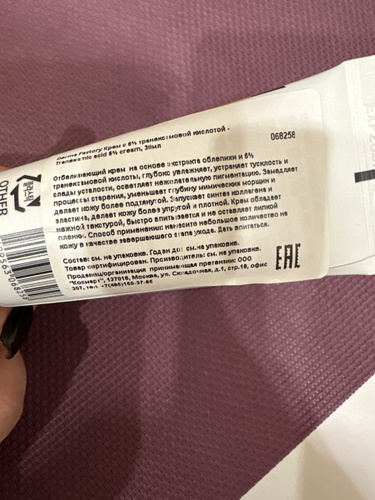 Derma Factory Крем с 8% транексамовой кислотой -
Tranexamic acid 8% cream, 30мл
068258
Отбеливающий крем на основе экстракта облепихи и 8%
транексамовой кислоты, глубоко увлажняет, устраняет тусклость и
следы усталости, осветляет нежелательную пигментацию. Замедляет
процессы старения, уменьшает глубину мимических морщин и
делает кожу более подтянутой. Запускает синтез коллагена и
эластина, делает кожу более упругой и плотной. Крем обладает
нежной текстурой, быстро впитывается и не оставляет липкой
пленки. Способ применения: нанесите небольшое количество на
кожу в качестве завершающего этапа ухода. Дать впитаться.
Состав: см. на упаковке. Годен до: см. на упаковке.
Товар сертифицирован. Производитель: см. на упаковке.
Продавец/организация принимающая претензии: ООО
"Космарт", 127018, Москва, ул. Складочная, д.1, стр.18, офис
307, тел.
EAC
OTHER